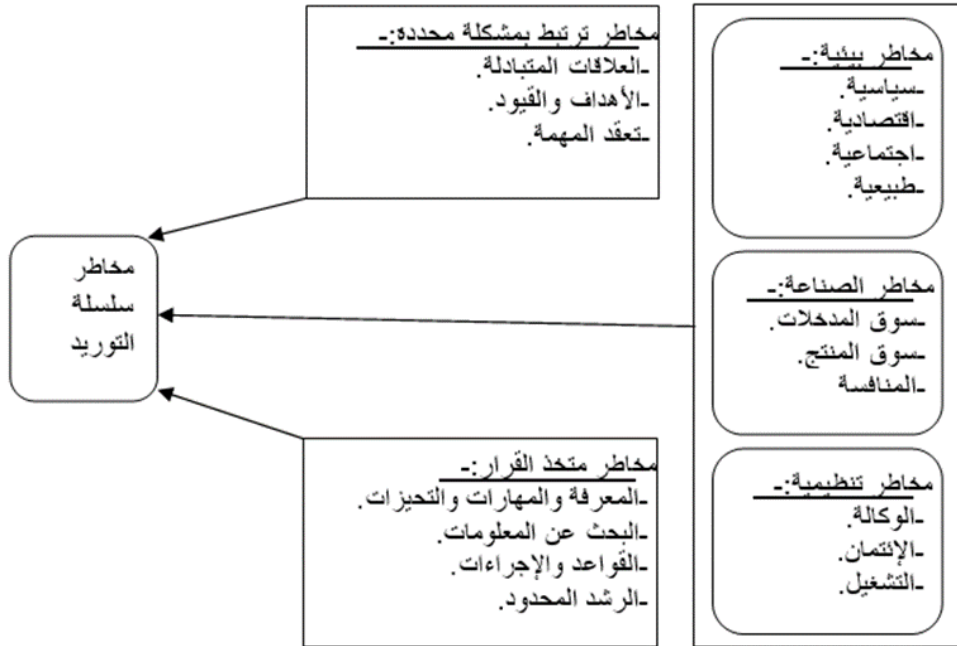 مخاطر بيئية:-
-سياسية.
-اقتصادية.
-اجتماعية.
-طبيعية.
مخاطر الصناعة:-
-سوق المدخلات.
-سوق المنتج.
-المنافسة
مخاطر تنظيمية:-
-الوكالة.
-الإئتمان.
-التشغيل.
مخاطر ترتبط بمشكلة محددة:-
-العلاقات المتبادلة.
-الأهداف والقيود.
-تعقد المهمة.
مخاطر متخذ القرار:-
-المعرفة والمهارات والتحيزات.
-البحث عن المعلومات.
-القواعد والإجراءات.
-الرشد المحدود.
مخاطر
سلسلة
التوريد